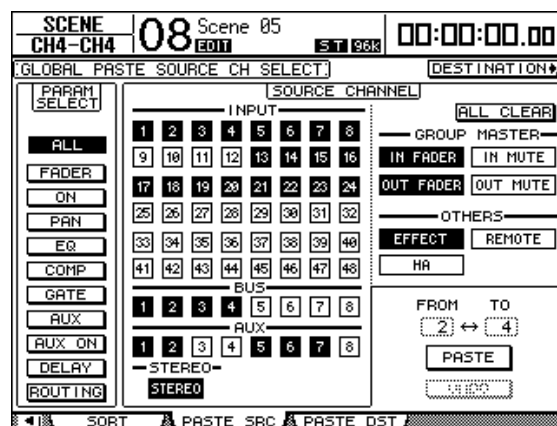 SCENE
CH4-CH4
08 Scene 05
EDIT
ST 96k
00:00:00.00
GLOBAL PASTE SOURCE CH SELECT
DESTINATION
PARAM SELECT
ALL
FADER
ON
PAN
EQ
COMP
GATE
AUX
AUX ON
DELAY
ROUTING
SOURCE CHANNEL
INPUT
1 2 3 4 5 6 7 8
9 10 11 12 13 14 15 16
17 18 19 20 21 22 23 24
25 26 27 28 29 30 31 32
33 34 35 36 37 38 39 40
41 42 43 44 45 46 47 48
BUS
1 2 3 4 5 6 7 8
AUX
1 2 3 4 5 6 7 8
STEREO
STEREO
ALL CLEAR
GROUP MASTER
IN FADER IN MUTE
OUT FADER OUT MUTE
OTHERS
EFFECT REMOTE
HA
FROM TO
2 ↔ 4
PASTE
UNDO
SORT PASTE SRC PASTE DST